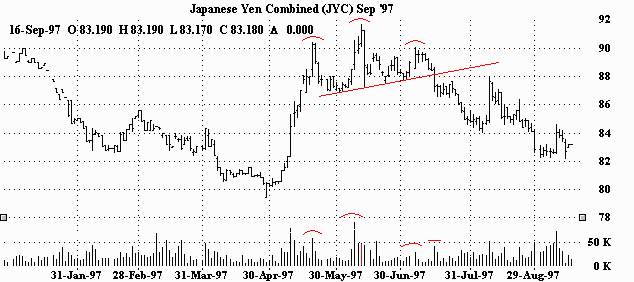 Japanese Yen Combined (JYC) Sep '97
16-Sep-97 O 83.190 H 83.190 L 83.170 C 83.180 Δ 0.000
92
90
88
86
84
82
80
78
50 K
0 K
31-Jan-97 28-Feb-97 31-Mar-97 30-Apr-97 30-May-97 30-Jun-97 31-Jul-97 29-Aug-97